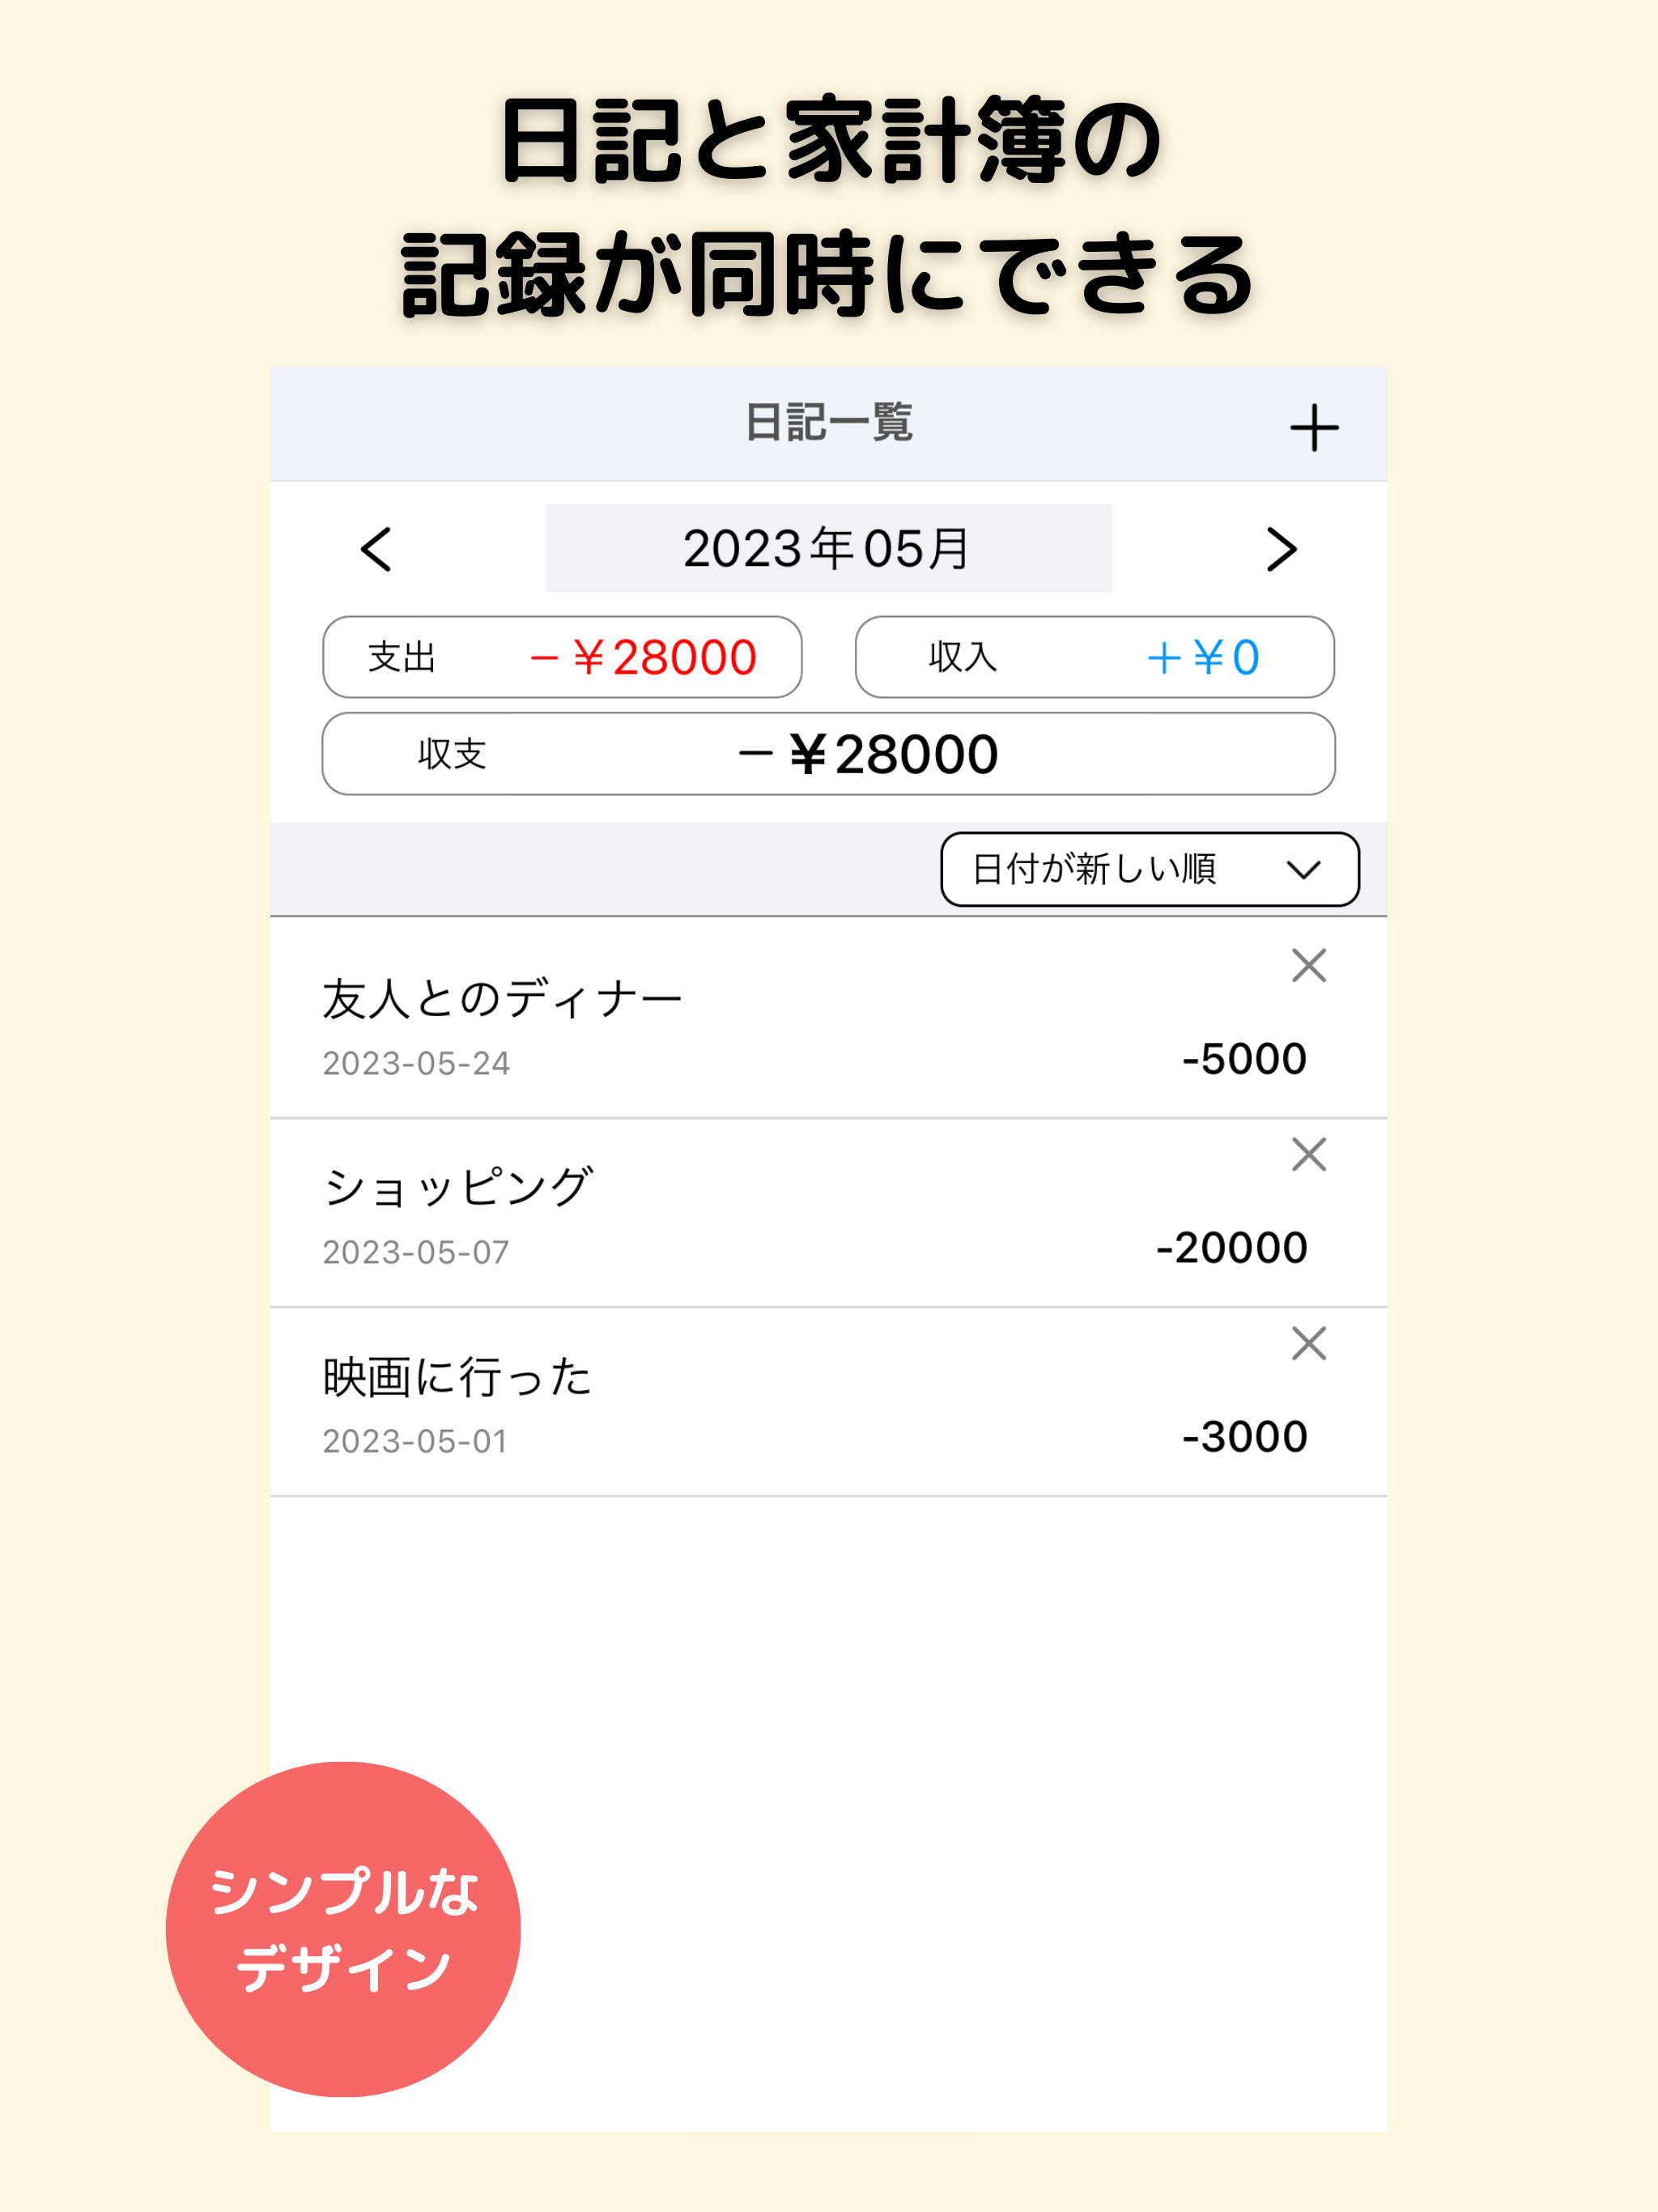 日記と家計簿の
記録が同時にできる
日記一覧
2023年05月
支出 −￥28000 収入 +￥0
収支 −￥28000
日付が新しい順
友人とのディナー
2023-05-24 -5000
ショッピング
2023-05-07 -20000
映画に行った
2023-05-01 -3000
シンプルな
デザイン